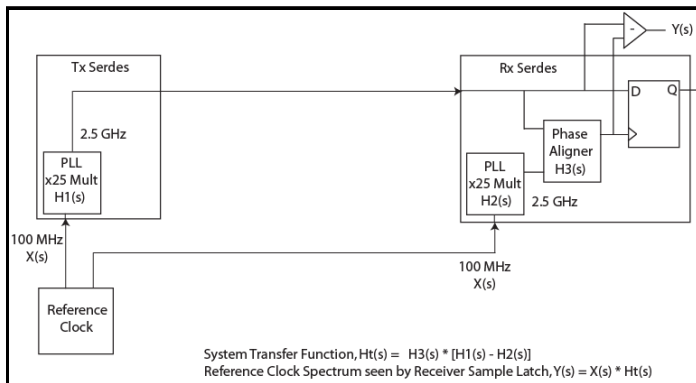 Y(s)
-
Tx Serdes
Rx Serdes
D
Q
2.5 GHz
Phase
Aligner
H3(s)
PLL
x25 Mult
H1(s)
PLL
x25 Mult
H2(s)
2.5 GHz
100 MHz
X(s)
100 MHz
X(s)
Reference
Clock
System Transfer Function, Ht(s) = H3(s) * [H1(s) - H2(s)]
Reference Clock Spectrum seen by Receiver Sample Latch, Y(s) = X(s) * Ht(s)